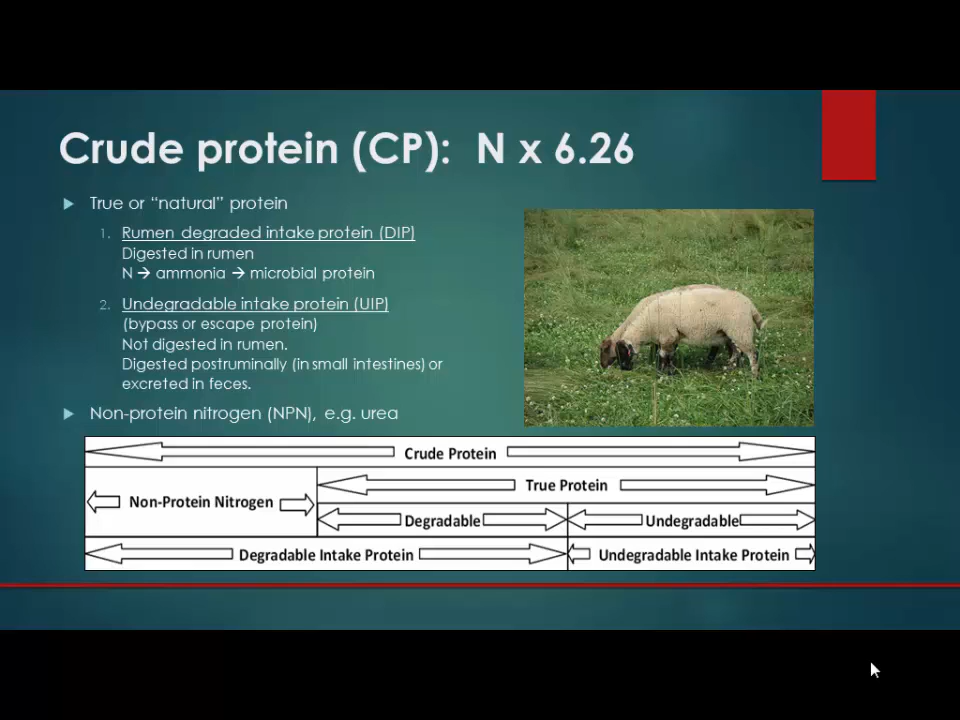 Crude protein (CP):  N x 6.26
True or “natural” protein
1. Rumen degraded intake protein (DIP)
Digested in rumen
N → ammonia → microbial protein
2. Undegradable intake protein (UIP)
(bypass or escape protein)
Not digested in rumen.
Digested postruminally (in small intestines) or
excreted in feces.
Non-protein nitrogen (NPN), e.g. urea
Crude Protein
Non-Protein Nitrogen
True Protein
Degradable
Undegradable
Degradable Intake Protein
Undegradable Intake Protein